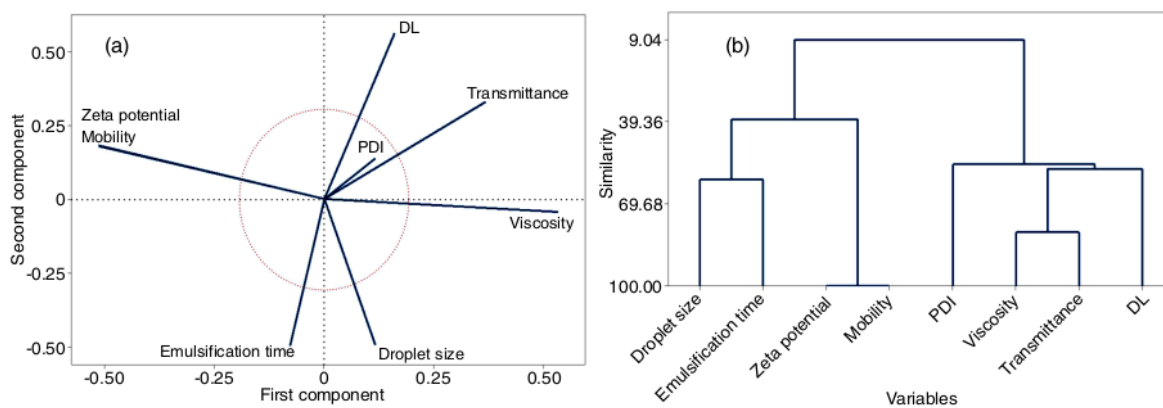 (a)
DL
0.50
Transmittance
0.25
Zeta potential
Mobility
PDI
0
Viscosity
-0.25
-0.50
Emulsification time
Droplet size
-0.50
-0.25
0
0.25
0.50
First component
Second component
(b)
9.04
39.36
69.68
100.00
Similarity
Droplet size
Emulsification time
Zeta potential
Mobility
PDI
Viscosity
Transmittance
DL
Variables